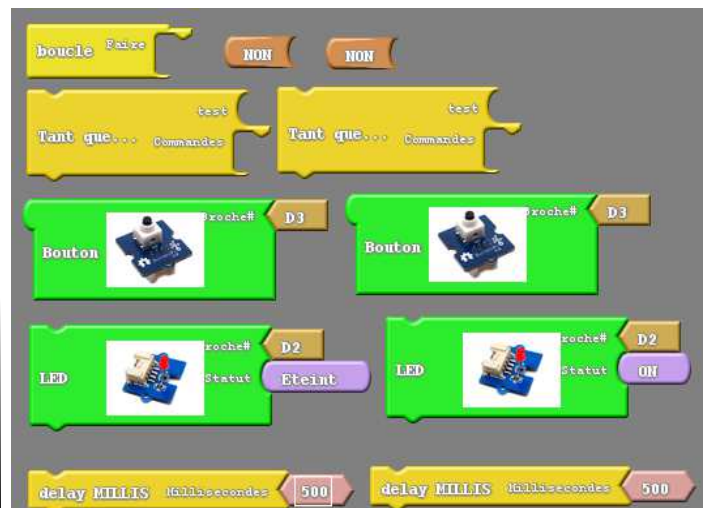 boucle Faire
NON
NON
test
Tant que... Commandes
test
Tant que... Commandes
Broche# D3
Bouton
Broche# D3
Bouton
Broche# D2
LED
Statut Eteint
Broche# D2
LED
Statut ON
delay MILLIS Millisecondes 500
delay MILLIS Millisecondes 500